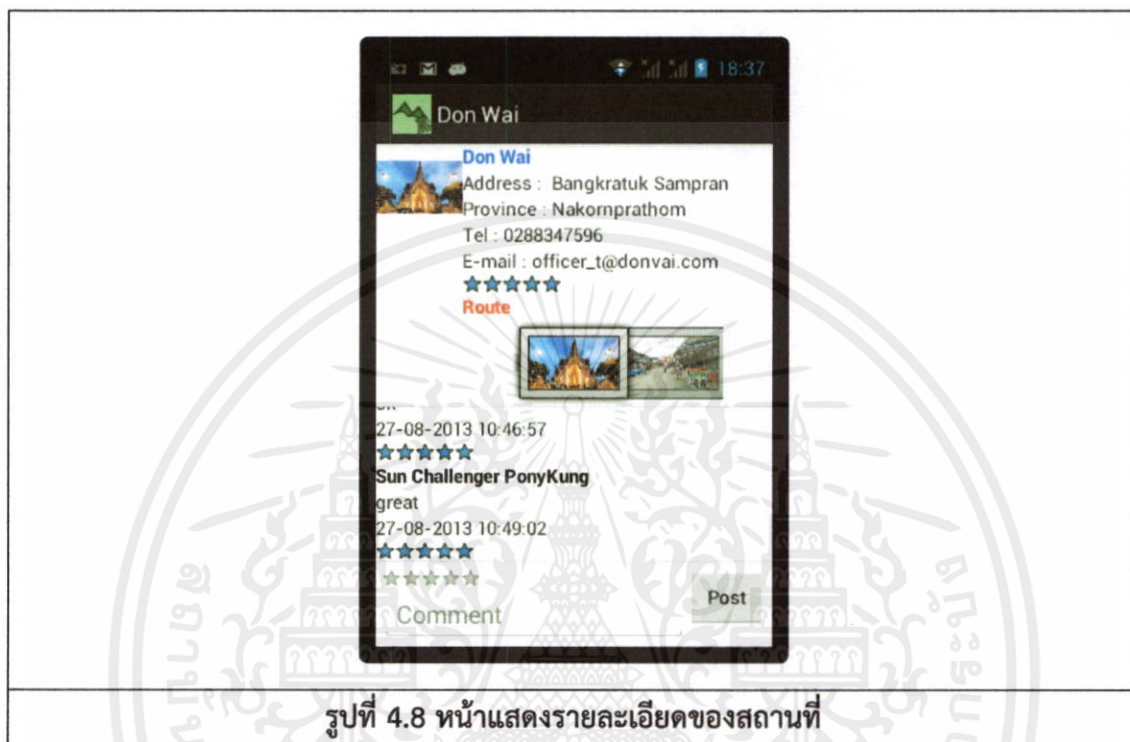 18:37
Don Wai
Don Wai
Address : Bangkratuk Sampran
Province : Nakornprathom
Tel : 0288347596
E-mail : officer_t@donvai.com
Route
27-08-2013 10:46:57
Sun Challenger PonyKung
great
27-08-2013 10:49:02
Comment
Post
รูปที่ 4.8 หน้าแสดงรายละเอียดของสถานที่